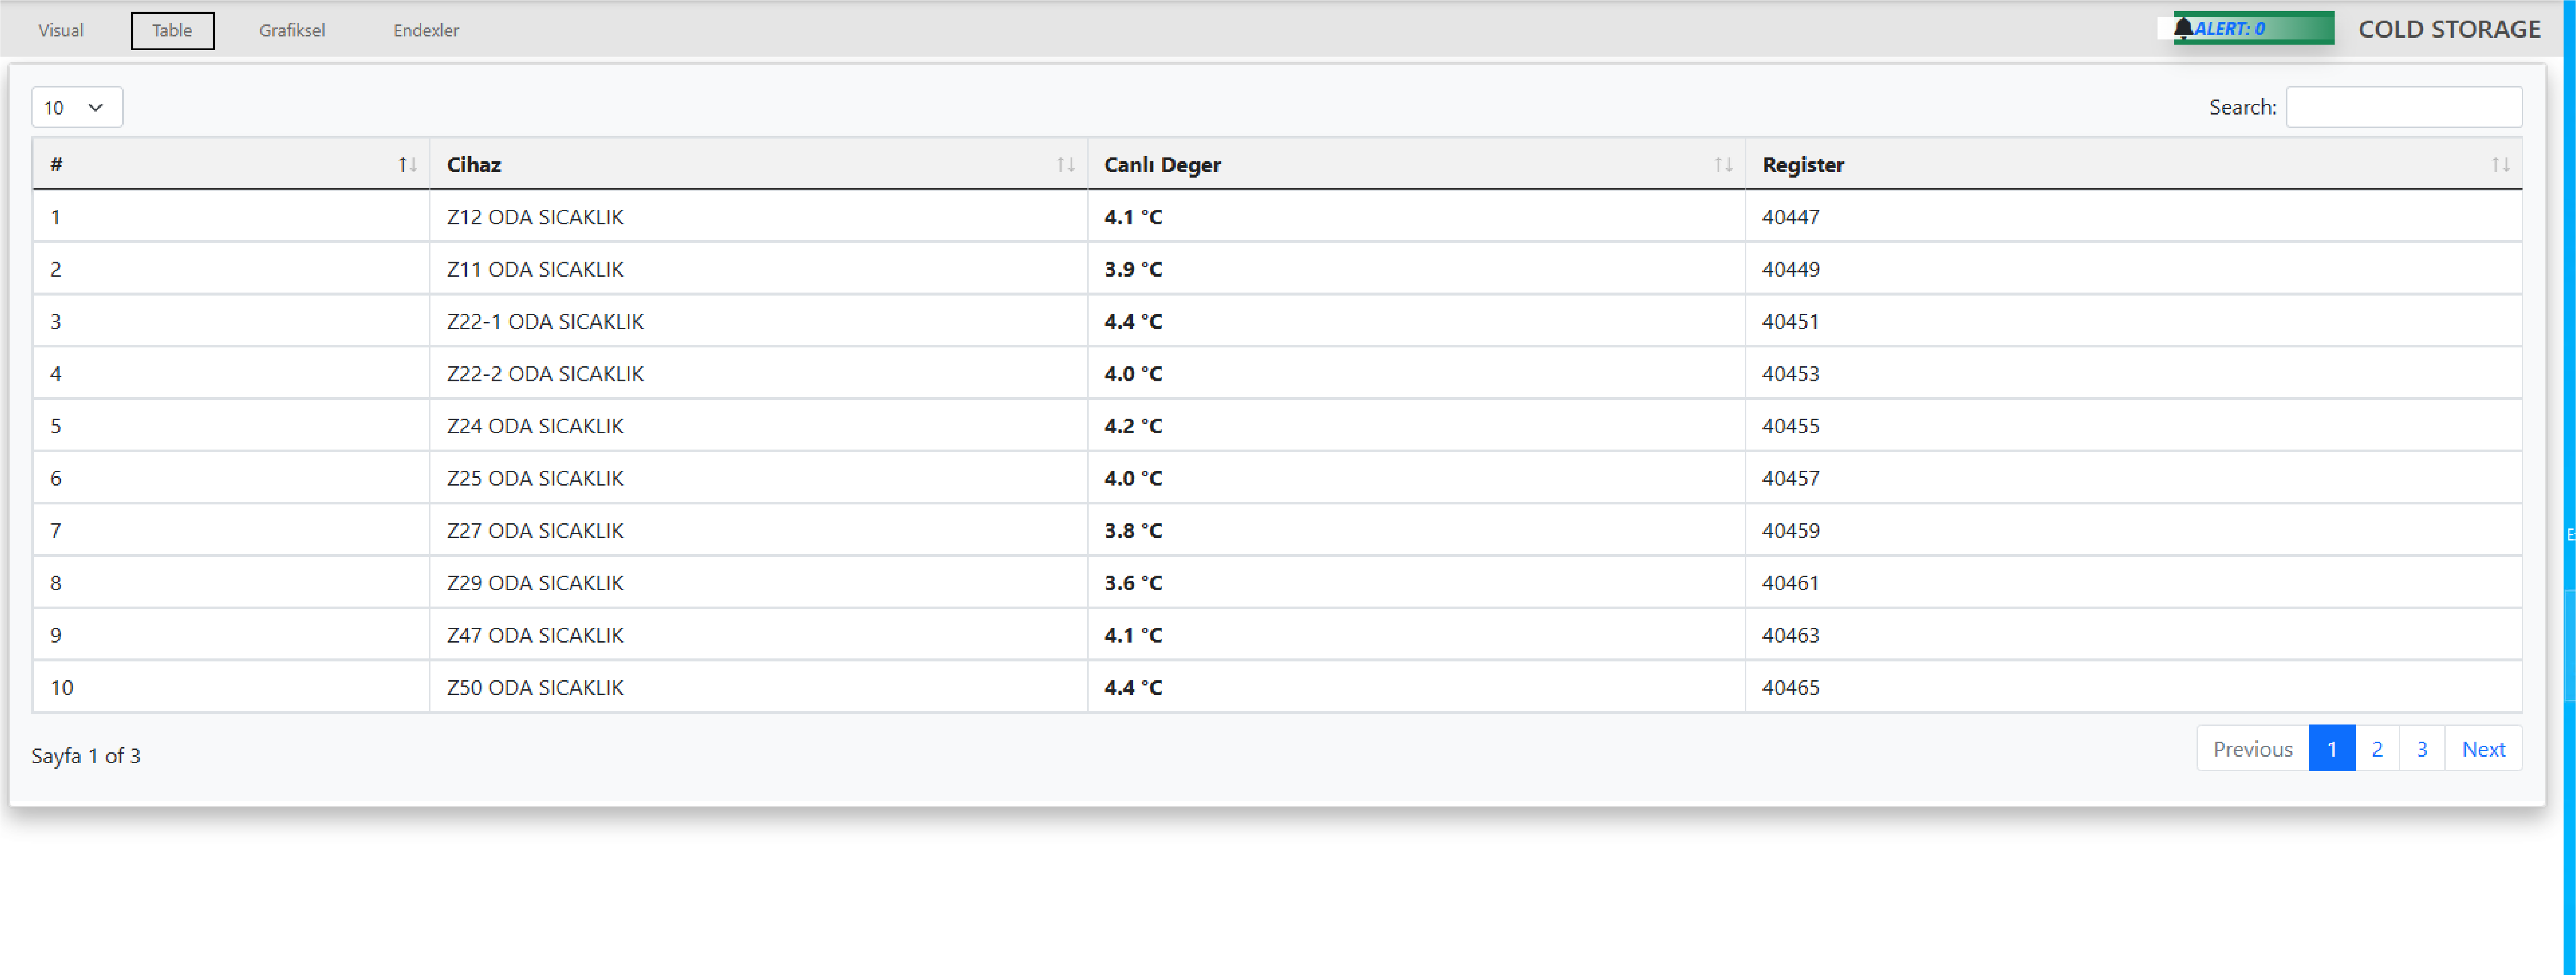 Visual Table Grafiksel Endexler ALERT: 0 COLD STORAGE
10 Search:
# Cihaz Canlı Deger Register
1 Z12 ODA SICAKLIK 4.1 °C 40447
2 Z11 ODA SICAKLIK 3.9 °C 40449
3 Z22-1 ODA SICAKLIK 4.4 °C 40451
4 Z22-2 ODA SICAKLIK 4.0 °C 40453
5 Z24 ODA SICAKLIK 4.2 °C 40455
6 Z25 ODA SICAKLIK 4.0 °C 40457
7 Z27 ODA SICAKLIK 3.8 °C 40459
8 Z29 ODA SICAKLIK 3.6 °C 40461
9 Z47 ODA SICAKLIK 4.1 °C 40463
10 Z50 ODA SICAKLIK 4.4 °C 40465
Sayfa 1 of 3 Previous 1 2 3 Next